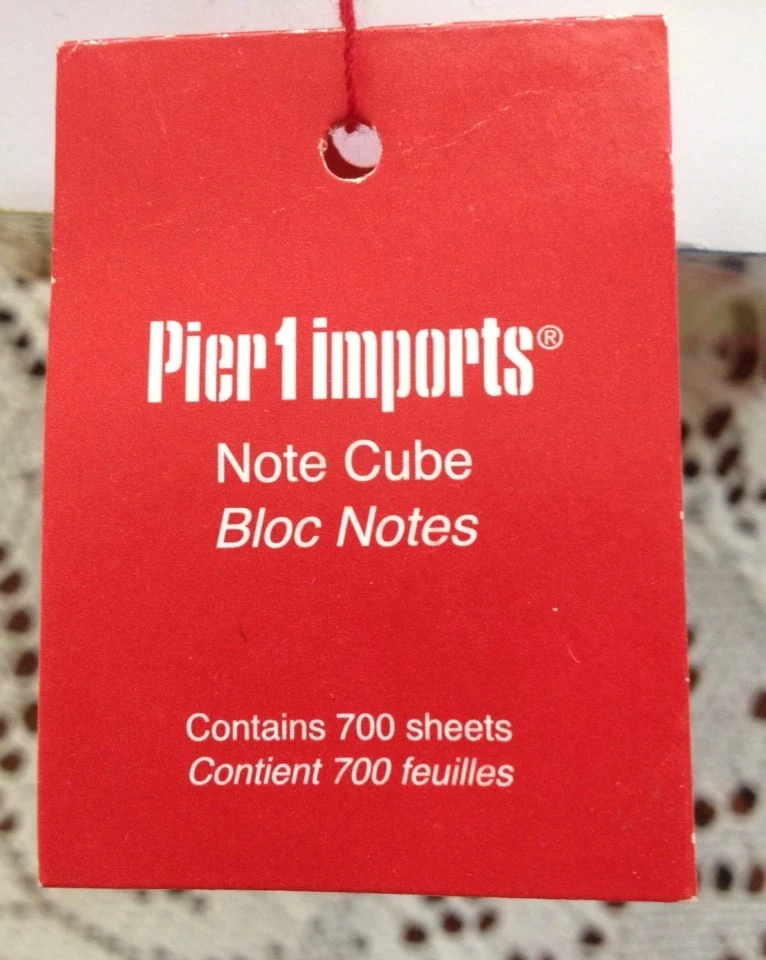 Pier 1 imports®
Note Cube
Bloc Notes
Contains 700 sheets
Contient 700 feuilles